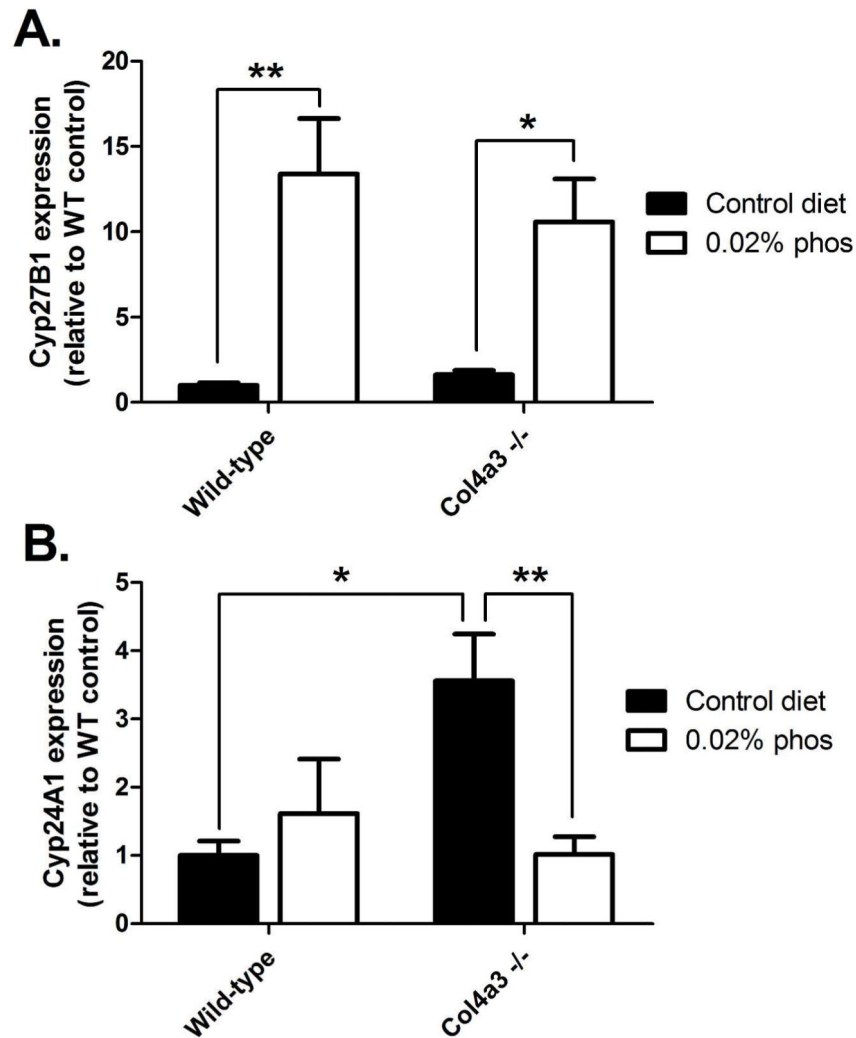 A.
Cyp27B1 expression
(relative to WT control)
20
15
10
5
0
**
*
Control diet
0.02% phos
Wild-type
Col4a3 -/-
B.
Cyp24A1 expression
(relative to WT control)
5
4
3
2
1
0
*
**
Control diet
0.02% phos
Wild-type
Col4a3 -/-